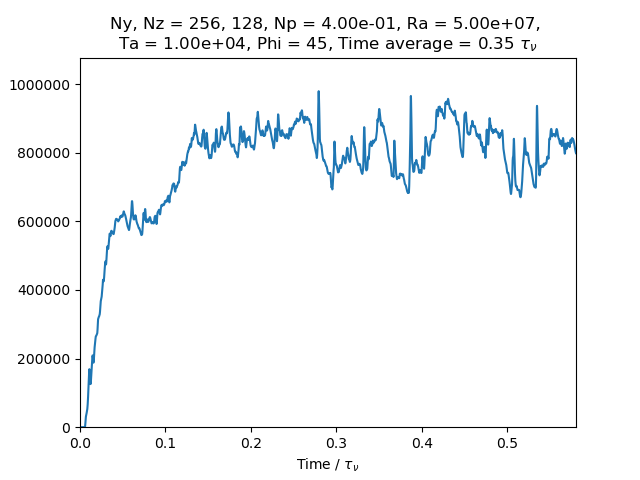 Ny, Nz = 256, 128, Np = 4.00e-01, Ra = 5.00e+07,
Ta = 1.00e+04, Phi = 45, Time average = 0.35 τν
1000000
800000
600000
400000
200000
0
0.0 0.1 0.2 0.3 0.4 0.5
Time / τν